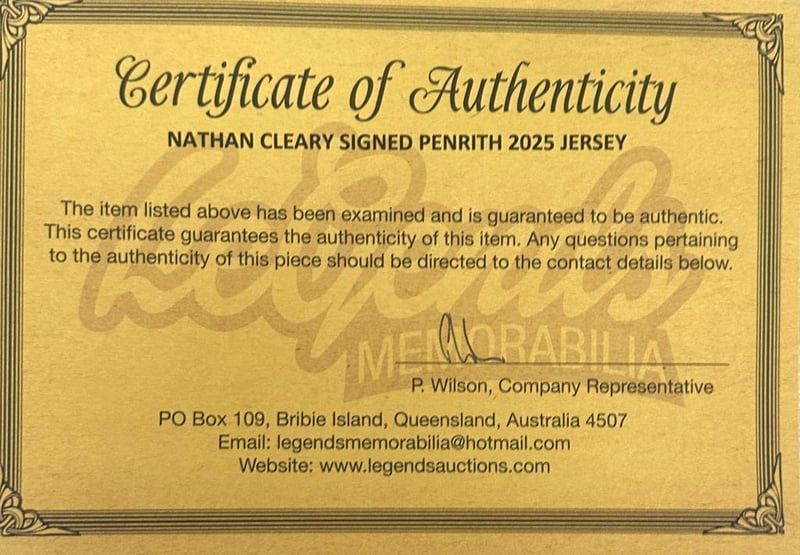 Certificate of Authenticity
NATHAN CLEARY SIGNED PENRITH 2025 JERSEY
The item listed above has been examined and is guaranteed to be authentic.
This certificate guarantees the authenticity of this item. Any questions pertaining
to the authenticity of this piece should be directed to the contact details below.
Legends
MEMORABILIA
P. Wilson, Company Representative
PO Box 109, Bribie Island, Queensland, Australia 4507
Email: legendsmemorabilia@hotmail.com
Website: www.legendsauctions.com